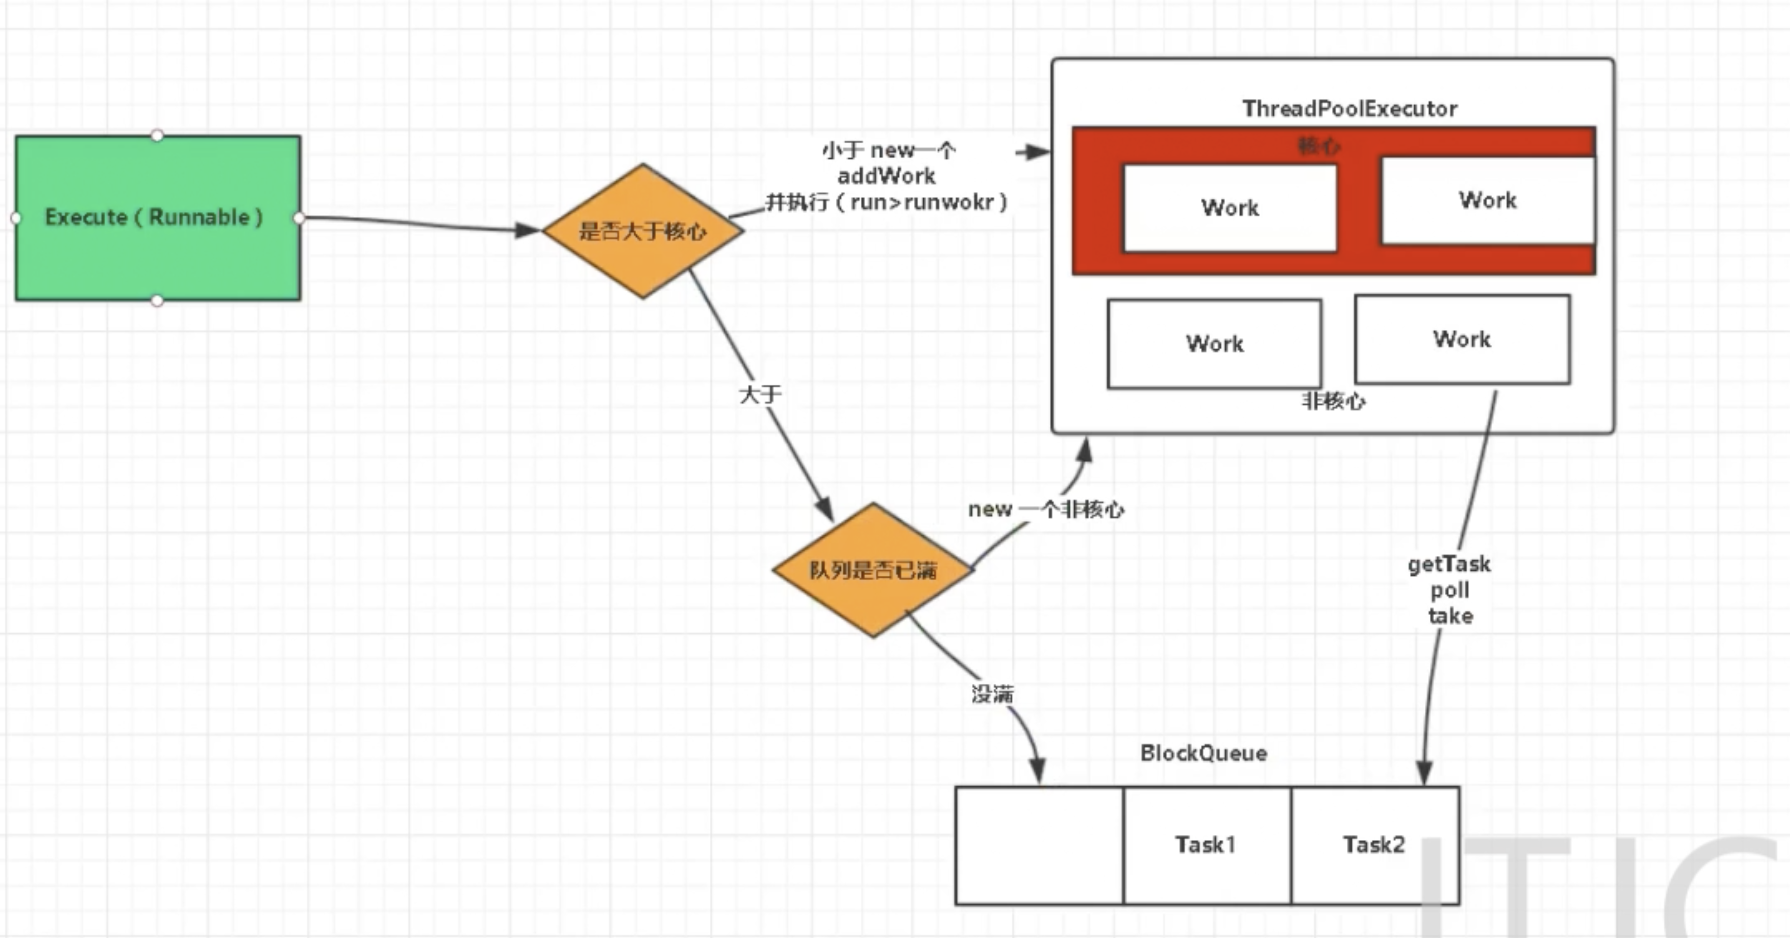 ThreadPoolExecutor
核心
Work
Work
Work
Work
非核心
Execute ( Runnable )
是否大于核心
小于 new一个
addWork
并执行 ( run>runwokr )
大于
new 一个非核心
队列是否已满
getTask
poll
take
没满
BlockQueue
Task1
Task2